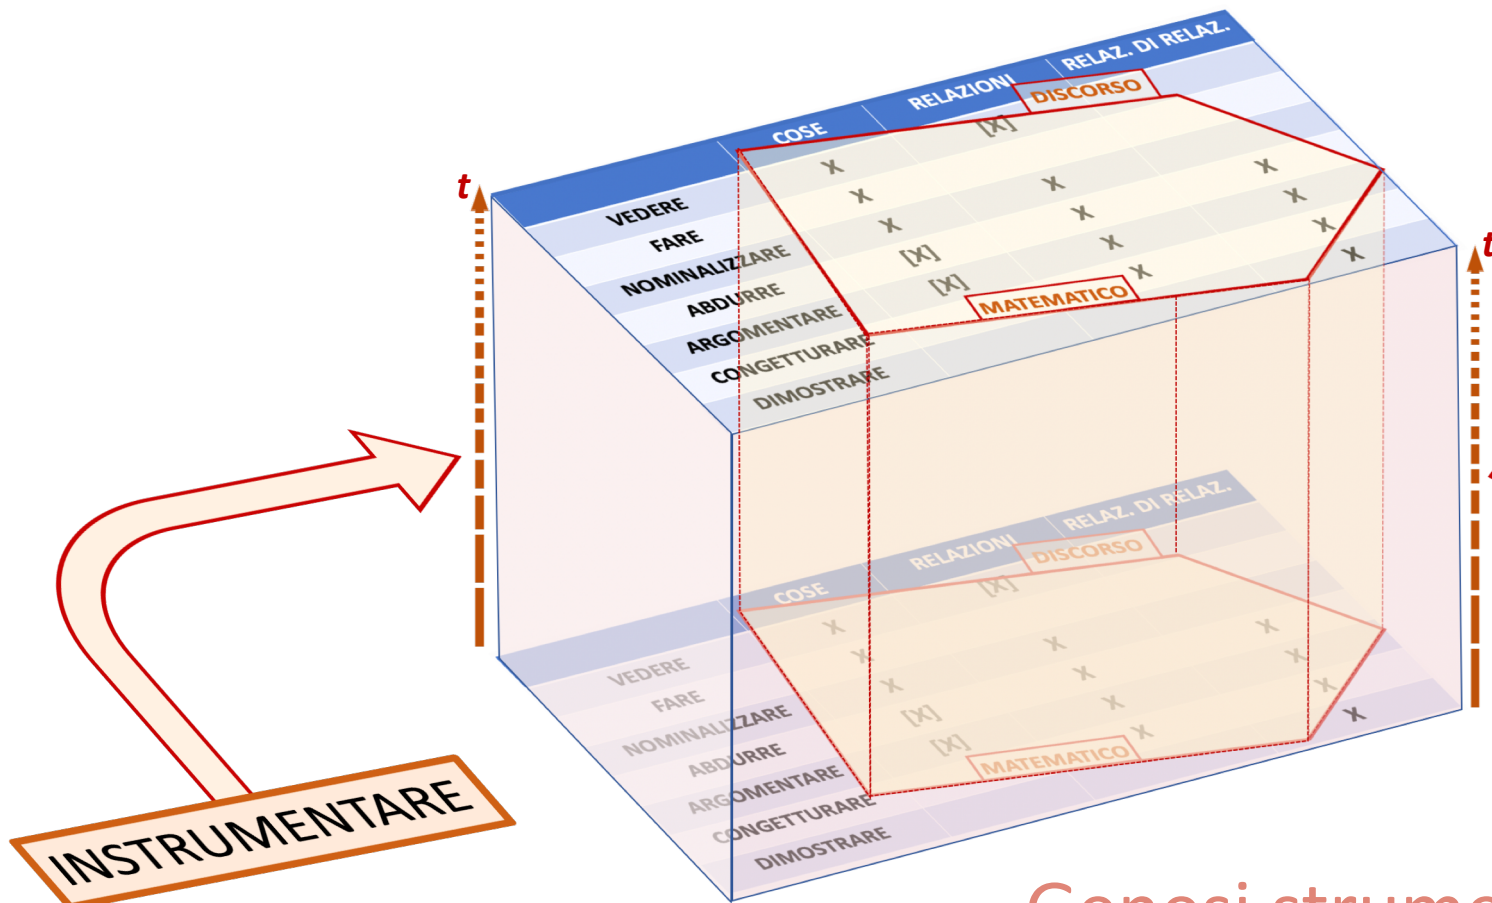 t
t
COSE RELAZIONI RELAZ. DI RELAZ.
DISCORSO
VEDERE X [X]
FARE X
NOMINALIZZARE X X
ABDURRE [X] X X
ARGOMENTARE [X] X X
CONGETTURARE X X
DIMOSTRARE X
MATEMATICO
COSE RELAZIONI RELAZ. DI RELAZ.
DISCORSO
VEDERE X [X]
FARE X
NOMINALIZZARE X X
ABDURRE [X] X X
ARGOMENTARE [X] X X
CONGETTURARE X X
DIMOSTRARE X
MATEMATICO
INSTRUMENTARE
Genesi